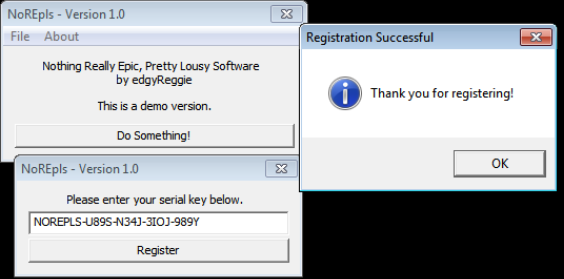 NoREpls - Version 1.0
File About
Nothing Really Epic, Pretty Lousy Software
by edgyReggie
This is a demo version.
Do Something!
NoREpls - Version 1.0
Please enter your serial key below.
NOREPLS-U89S-N34J-3IOJ-989Y
Register
Registration Successful
Thank you for registering!
OK